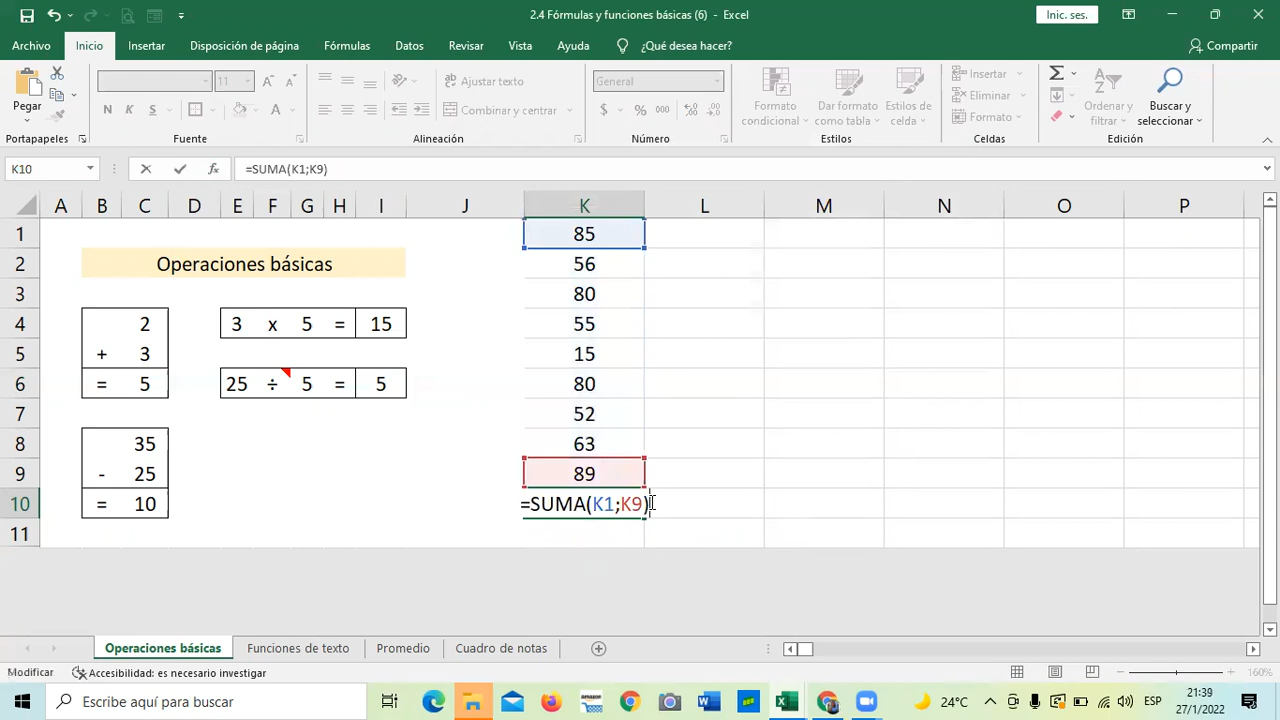 2.4 Fórmulas y funciones básicas (6) - Excel
Inic. ses.
Archivo Inicio Insertar Disposición de página Fórmulas Datos Revisar Vista Ayuda ¿Qué desea hacer? Compartir
Pegar
11
N K S
A A
Ajustar texto
Combinar y centrar
General
$ % 000
Formato condicional
Dar formato como tabla
Estilos de celda
Insertar
Eliminar
Formato
Ordenar y filtrar
Buscar y seleccionar
Portapapeles Fuente Alineación Número Estilos Celdas Edición
K10 fx =SUMA(K1;K9)
A B C D E F G H I J K L M N O P
1 85
2 Operaciones básicas 56
3 80
4 2 3 x 5 = 15 55
5 + 3 15
6 = 5 25 ÷ 5 = 5 80
7 52
8 35 63
9 - 25 89
10 = 10 =SUMA(K1;K9)
11
Operaciones básicas Funciones de texto Promedio Cuadro de notas
Modificar Accesibilidad: es necesario investigar 160%
Escribe aquí para buscar
24°C ESP 21:39
27/1/2022